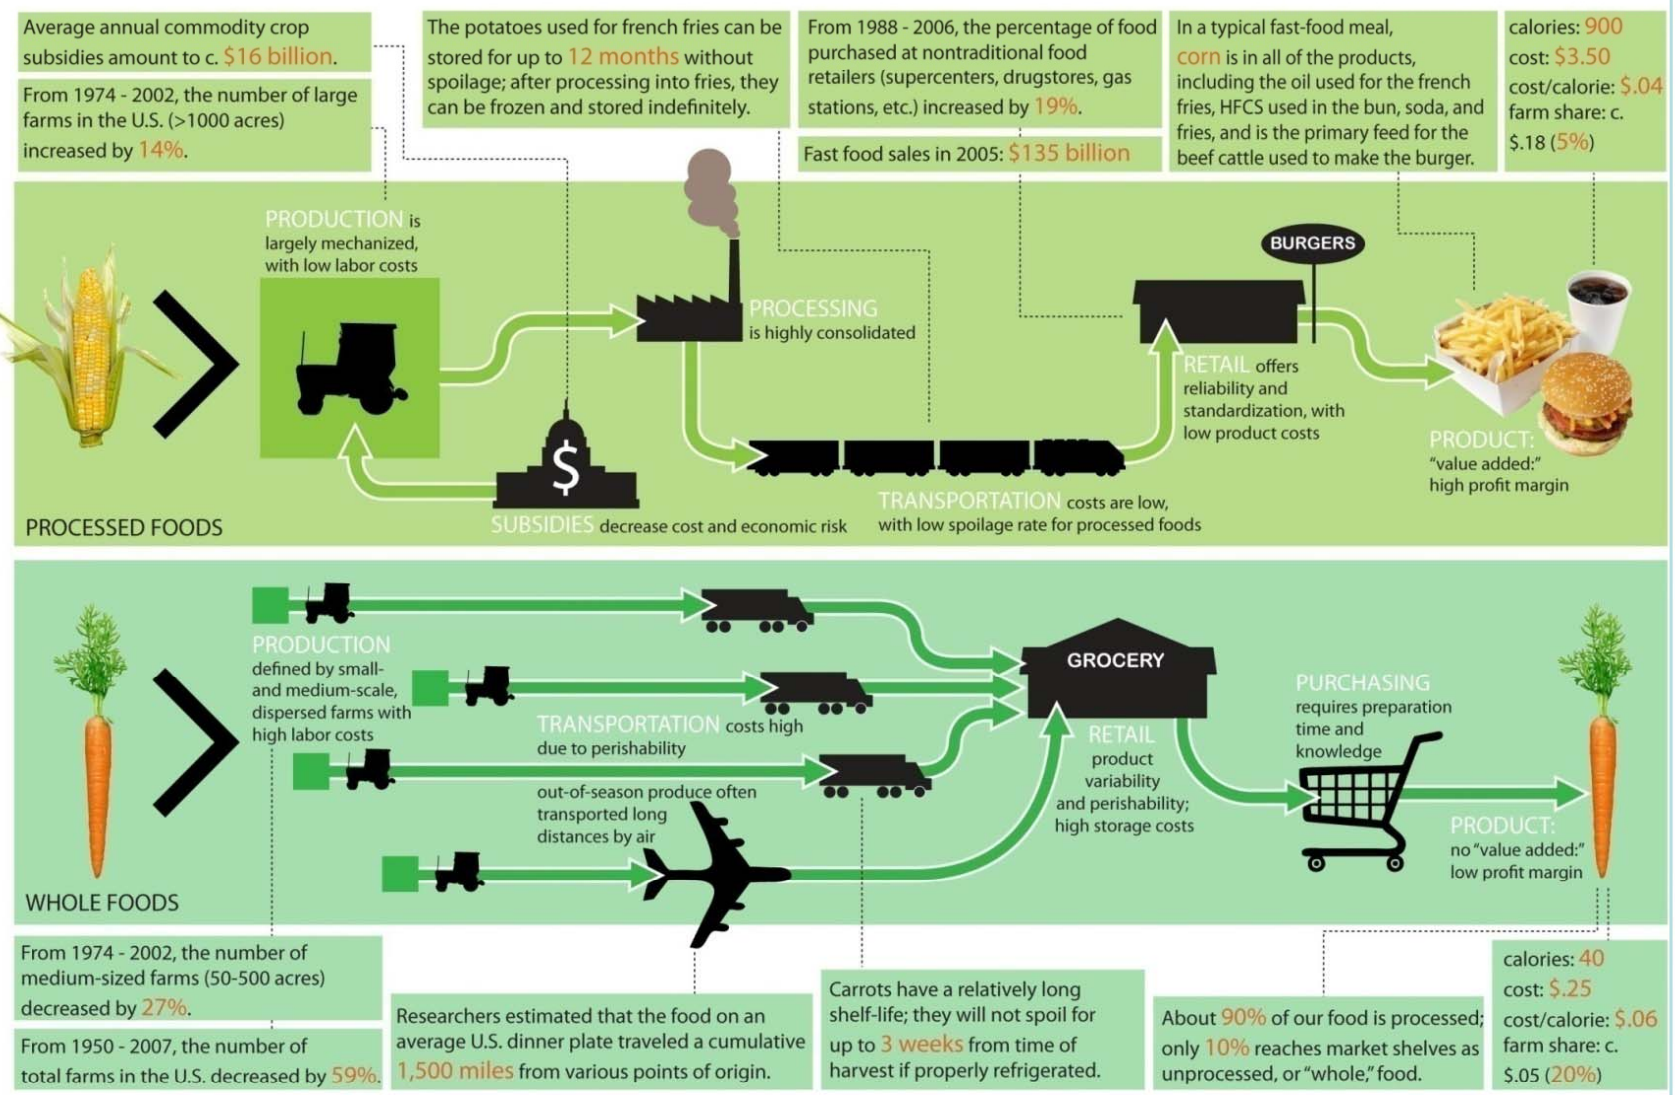 Average annual commodity crop
subsidies amount to c. $16 billion.
From 1974 - 2002, the number of large
farms in the U.S. (>1000 acres)
increased by 14%.
The potatoes used for french fries can be
stored for up to 12 months without
spoilage; after processing into fries, they
can be frozen and stored indefinitely.
From 1988 - 2006, the percentage of food
purchased at nontraditional food
retailers (supercenters, drugstores, gas
stations, etc.) increased by 19%.
Fast food sales in 2005: $135 billion
In a typical fast-food meal,
corn is in all of the products,
including the oil used for the french
fries, HFCS used in the bun, soda, and
fries, and is the primary feed for the
beef cattle used to make the burger.
calories: 900
cost: $3.50
cost/calorie: $.04
farm share: c.
$.18 (5%)
PRODUCTION is
largely mechanized,
with low labor costs
PROCESSING
is highly consolidated
BURGERS
RETAIL offers
reliability and
standardization, with
low product costs
PRODUCT:
"value added:"
high profit margin
$
SUBSIDIES decrease cost and economic risk
TRANSPORTATION costs are low,
with low spoilage rate for processed foods
PROCESSED FOODS
PRODUCTION
defined by small-
and medium-scale,
dispersed farms with
high labor costs
TRANSPORTATION costs high
due to perishability
out-of-season produce often
transported long
distances by air
GROCERY
RETAIL
product
variability
and perishability;
high storage costs
PURCHASING
requires preparation
time and
knowledge
PRODUCT:
no "value added:"
low profit margin
WHOLE FOODS
From 1974 - 2002, the number of
medium-sized farms (50-500 acres)
decreased by 27%.
From 1950 - 2007, the number of
total farms in the U.S. decreased by 59%.
Researchers estimated that the food on an
average U.S. dinner plate traveled a cumulative
1,500 miles from various points of origin.
Carrots have a relatively long
shelf-life; they will not spoil for
up to 3 weeks from time of
harvest if properly refrigerated.
About 90% of our food is processed;
only 10% reaches market shelves as
unprocessed, or "whole," food.
calories: 40
cost: $.25
cost/calorie: $.06
farm share: c.
$.05 (20%)